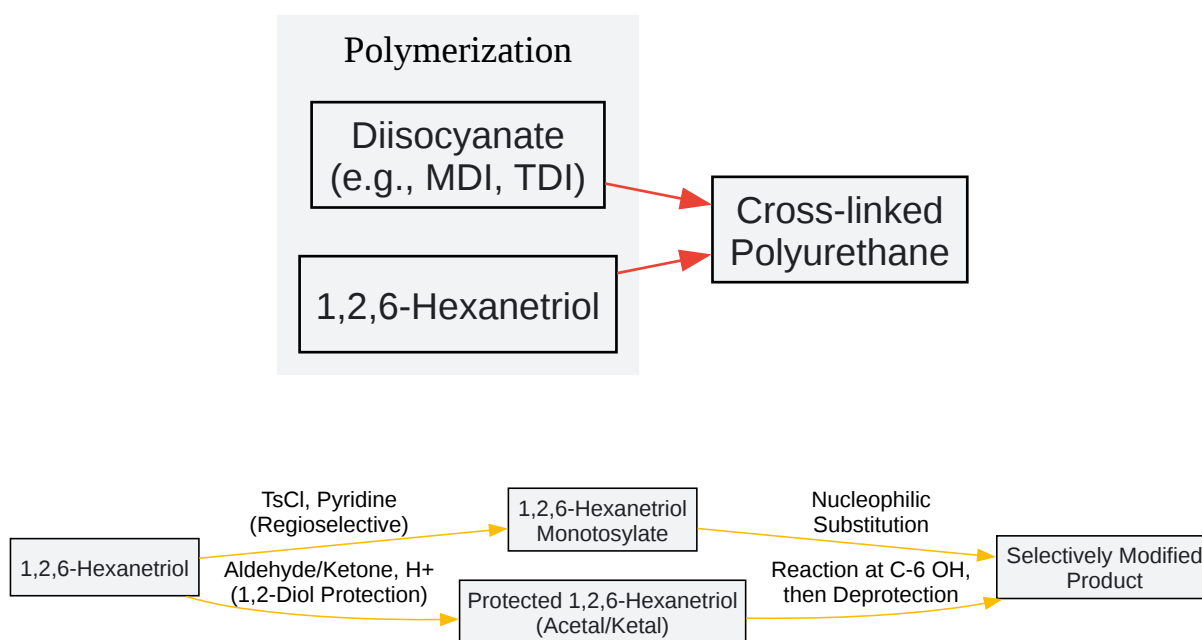 Polymerization
Diisocyanate
(e.g., MDI, TDI)
1,2,6-Hexanetriol
Cross-linked
Polyurethane
1,2,6-Hexanetriol
TsCl, Pyridine
(Regioselective)
Aldehyde/Ketone, H+
(1,2-Diol Protection)
1,2,6-Hexanetriol
Monotosylate
Protected 1,2,6-Hexanetriol
(Acetal/Ketal)
Nucleophilic
Substitution
Reaction at C-6 OH,
then Deprotection
Selectively Modified
Product